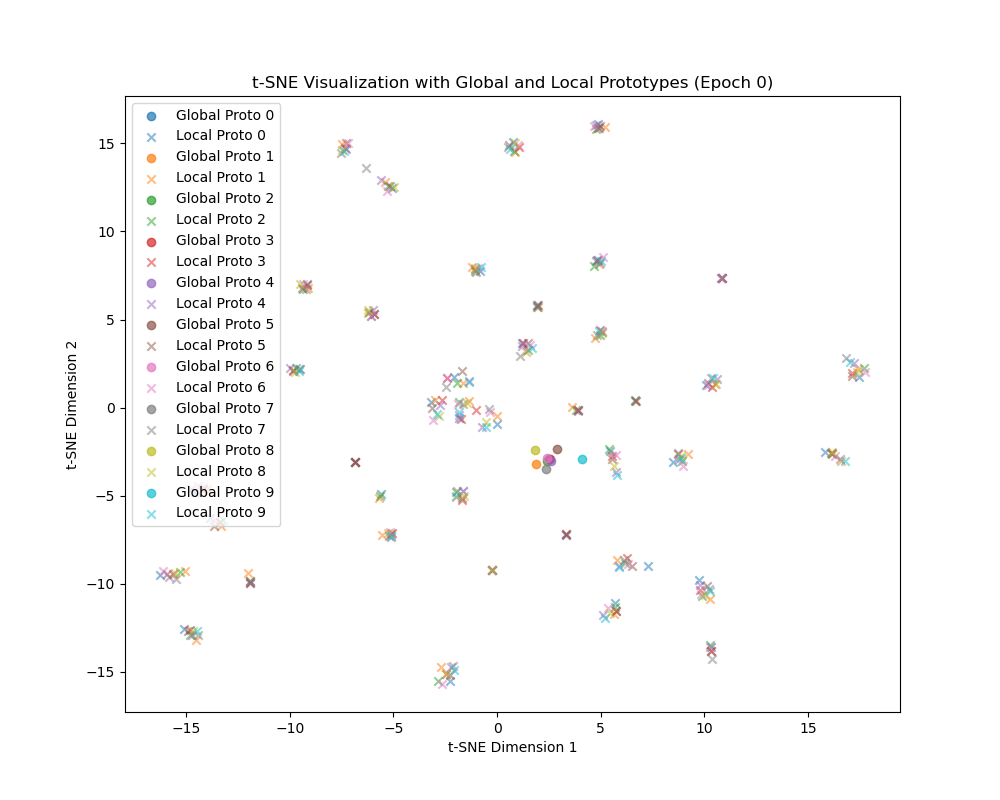 t-SNE Visualization with Global and Local Prototypes (Epoch 0)
Global Proto 0
Local Proto 0
Global Proto 1
Local Proto 1
Global Proto 2
Local Proto 2
Global Proto 3
Local Proto 3
Global Proto 4
Local Proto 4
Global Proto 5
Local Proto 5
Global Proto 6
Local Proto 6
Global Proto 7
Local Proto 7
Global Proto 8
Local Proto 8
Global Proto 9
Local Proto 9
15
10
5
0
−5
−10
−15
t-SNE Dimension 2
−15 −10 −5 0 5 10 15
t-SNE Dimension 1